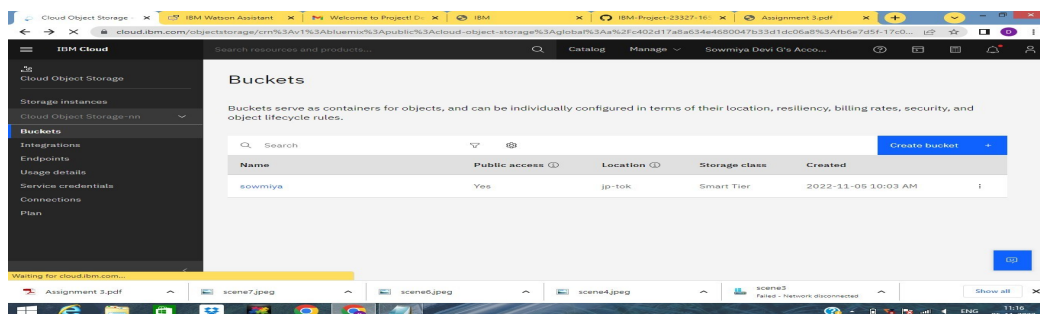 Cloud Object Storage -
IBM Watson Assistant
Welcome to Project! D
IBM
IBM-Project-23327-16
Assignment 3.pdf
cloud.ibm.com/objectstorage/crn%3Av1%3Abluemix%3Apublic%3Acloud-object-storage%3Aglobal%3Aa%2F
IBM Cloud
Search resources and products...
Catalog
Manage
Sowmiya Devi G's Acco...
Cloud Object Storage
Storage instances
Cloud Object Storage-nn
Buckets
Integrations
Endpoints
Usage details
Service credentials
Connections
Plan
Buckets
Buckets serve as containers for objects, and can be individually configured in terms of their location, resiliency, billing rates, security, and
object lifecycle rules.
Search
Create bucket +
Name Public access Location Storage class Created
sowmiya Yes jp-tok Smart Tier 2022-11-05 10:03 AM
Waiting for cloud.ibm.com...
Assignment 3.pdf
scene7.jpeg
scene6.jpeg
scene4.jpeg
scene3
Failed - Network disconnected
Show all
ENG
11:16